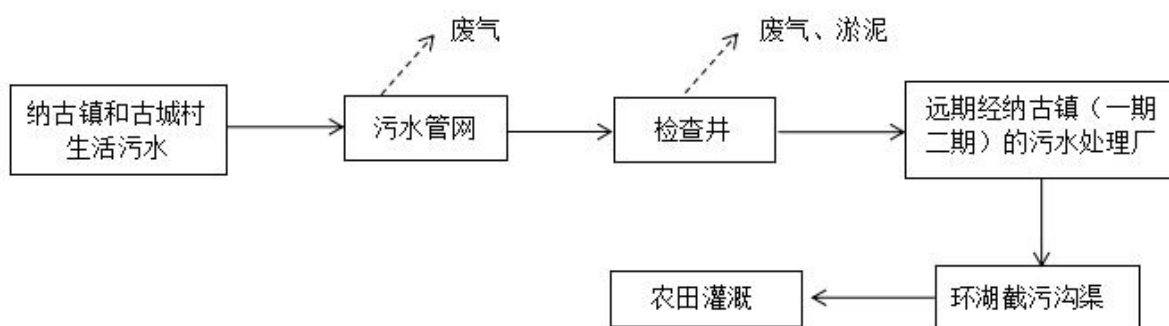 废气
废气、淤泥
纳古镇和古城村
生活污水
污水管网
检查井
远期经纳古镇（一期
二期）的污水处理厂
农田灌溉
环湖截污沟渠